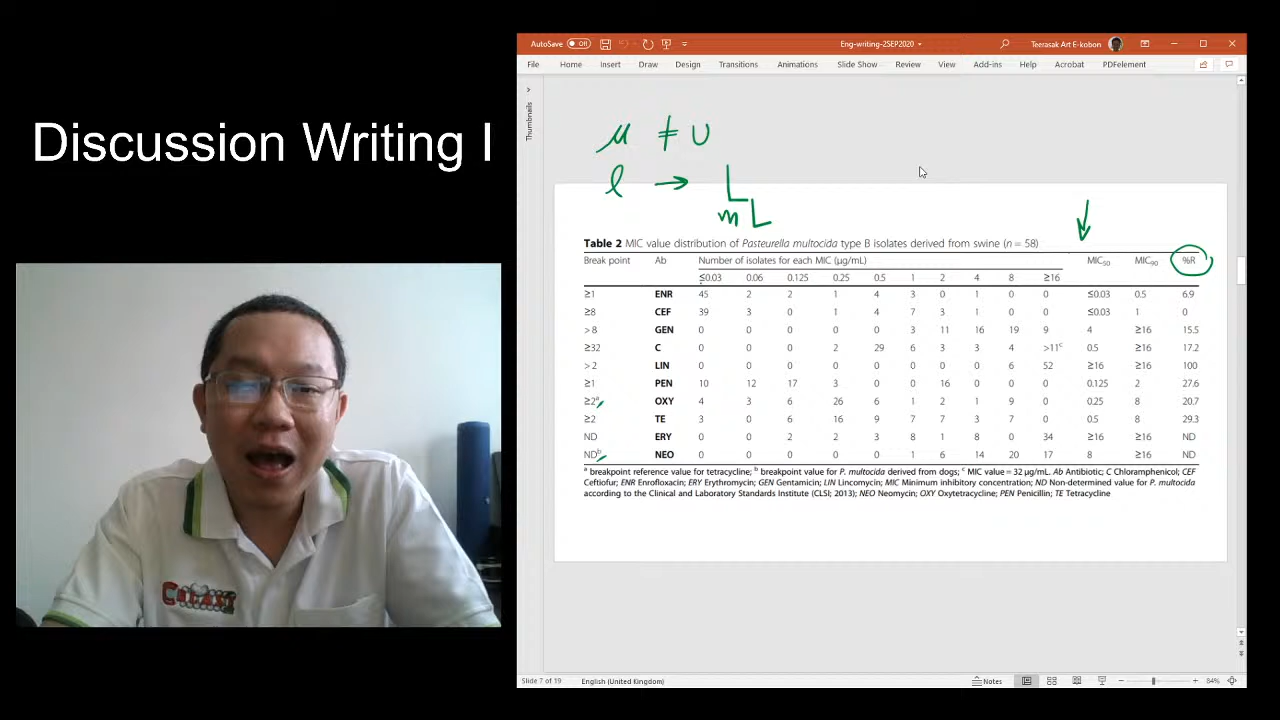 Discussion Writing I
AutoSave Off
Eng-writing-2SEP2020
Teerasak Art E-kobon
File Home Insert Draw Design Transitions Animations Slide Show Review View Add-ins Help Acrobat PDFelement
Thumbnails
μ ≠ u
l → L
mL
Table 2 MIC value distribution of Pasteurella multocida type B isolates derived from swine (n = 58)
Break point Ab Number of isolates for each MIC (μg/mL) MIC50 MIC90 %R
≤0.03 0.06 0.125 0.25 0.5 1 2 4 8 ≥16
≥1 ENR 45 2 2 1 4 3 0 1 0 0 ≤0.03 0.5 6.9
≥8 CEF 39 3 0 1 4 7 3 1 0 0 ≤0.03 1 0
> 8 GEN 0 0 0 0 0 3 11 16 19 9 4 ≥16 15.5
≥32 C 0 0 0 2 29 6 3 3 4 >11c 0.5 ≥16 17.2
> 2 LIN 0 0 0 0 0 0 0 0 6 52 ≥16 ≥16 100
≥1 PEN 10 12 17 3 0 0 16 0 0 0 0.125 2 27.6
≥2a OXY 4 3 6 26 6 1 2 1 9 0 0.25 8 20.7
≥2 TE 3 0 6 16 9 7 7 3 7 0 0.5 8 29.3
ND ERY 0 0 2 2 3 8 1 8 0 34 ≥16 ≥16 ND
NDb NEO 0 0 0 0 0 1 6 14 20 17 8 ≥16 ND
a breakpoint reference value for tetracycline; b breakpoint value for P. multocida derived from dogs; c MIC value = 32 μg/mL. Ab Antibiotic; C Chloramphenicol; CEF
Ceftiofur; ENR Enrofloxacin; ERY Erythromycin; GEN Gentamicin; LIN Lincomycin; MIC Minimum inhibitory concentration; ND Non-determined value for P. multocida
according to the Clinical and Laboratory Standards Institute (CLSI; 2013); NEO Neomycin; OXY Oxytetracycline; PEN Penicillin; TE Tetracycline
Slide 7 of 19 English (United Kingdom) Notes 84%